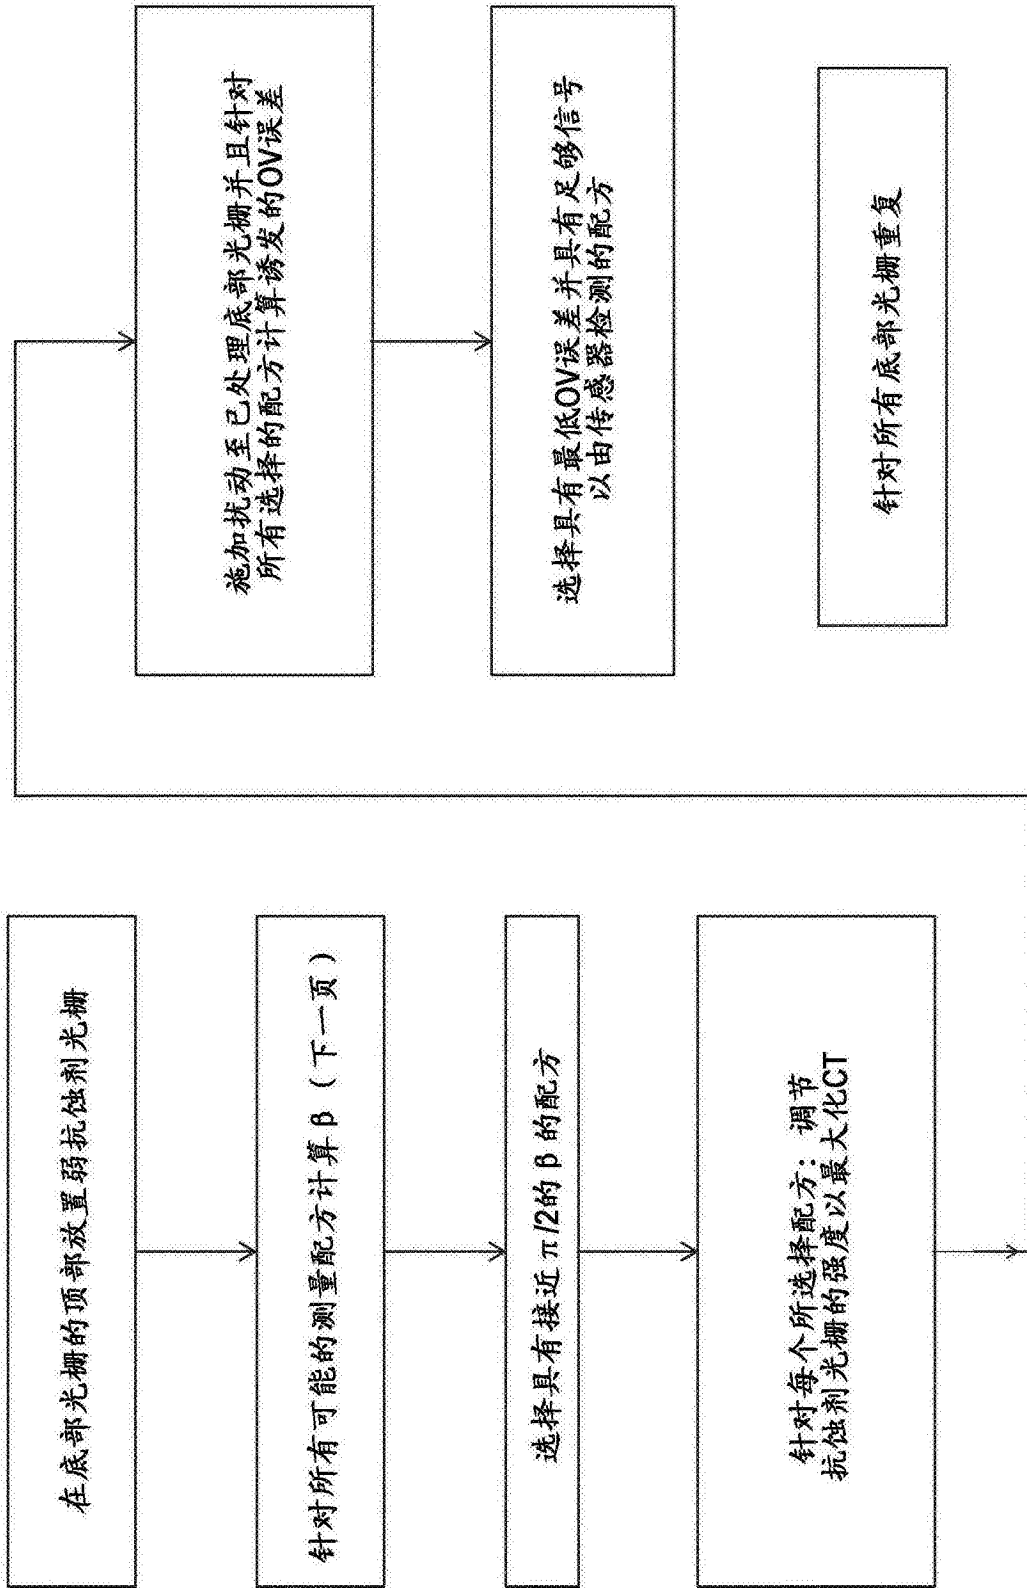 在底部光栅的顶部放置弱抗蚀剂光栅
针对所有可能的测量配方计算β（下一页）
选择具有接近π/2的β的配方
针对每个所选择配方：调节
抗蚀剂光栅的强度以最大化CT
施加扰动至已处理底部光栅并且针对
所有选择的配方计算诱发的OV误差
选择具有最低OV误差并具有足够信号
以由传感器检测的配方
针对所有底部光栅重复